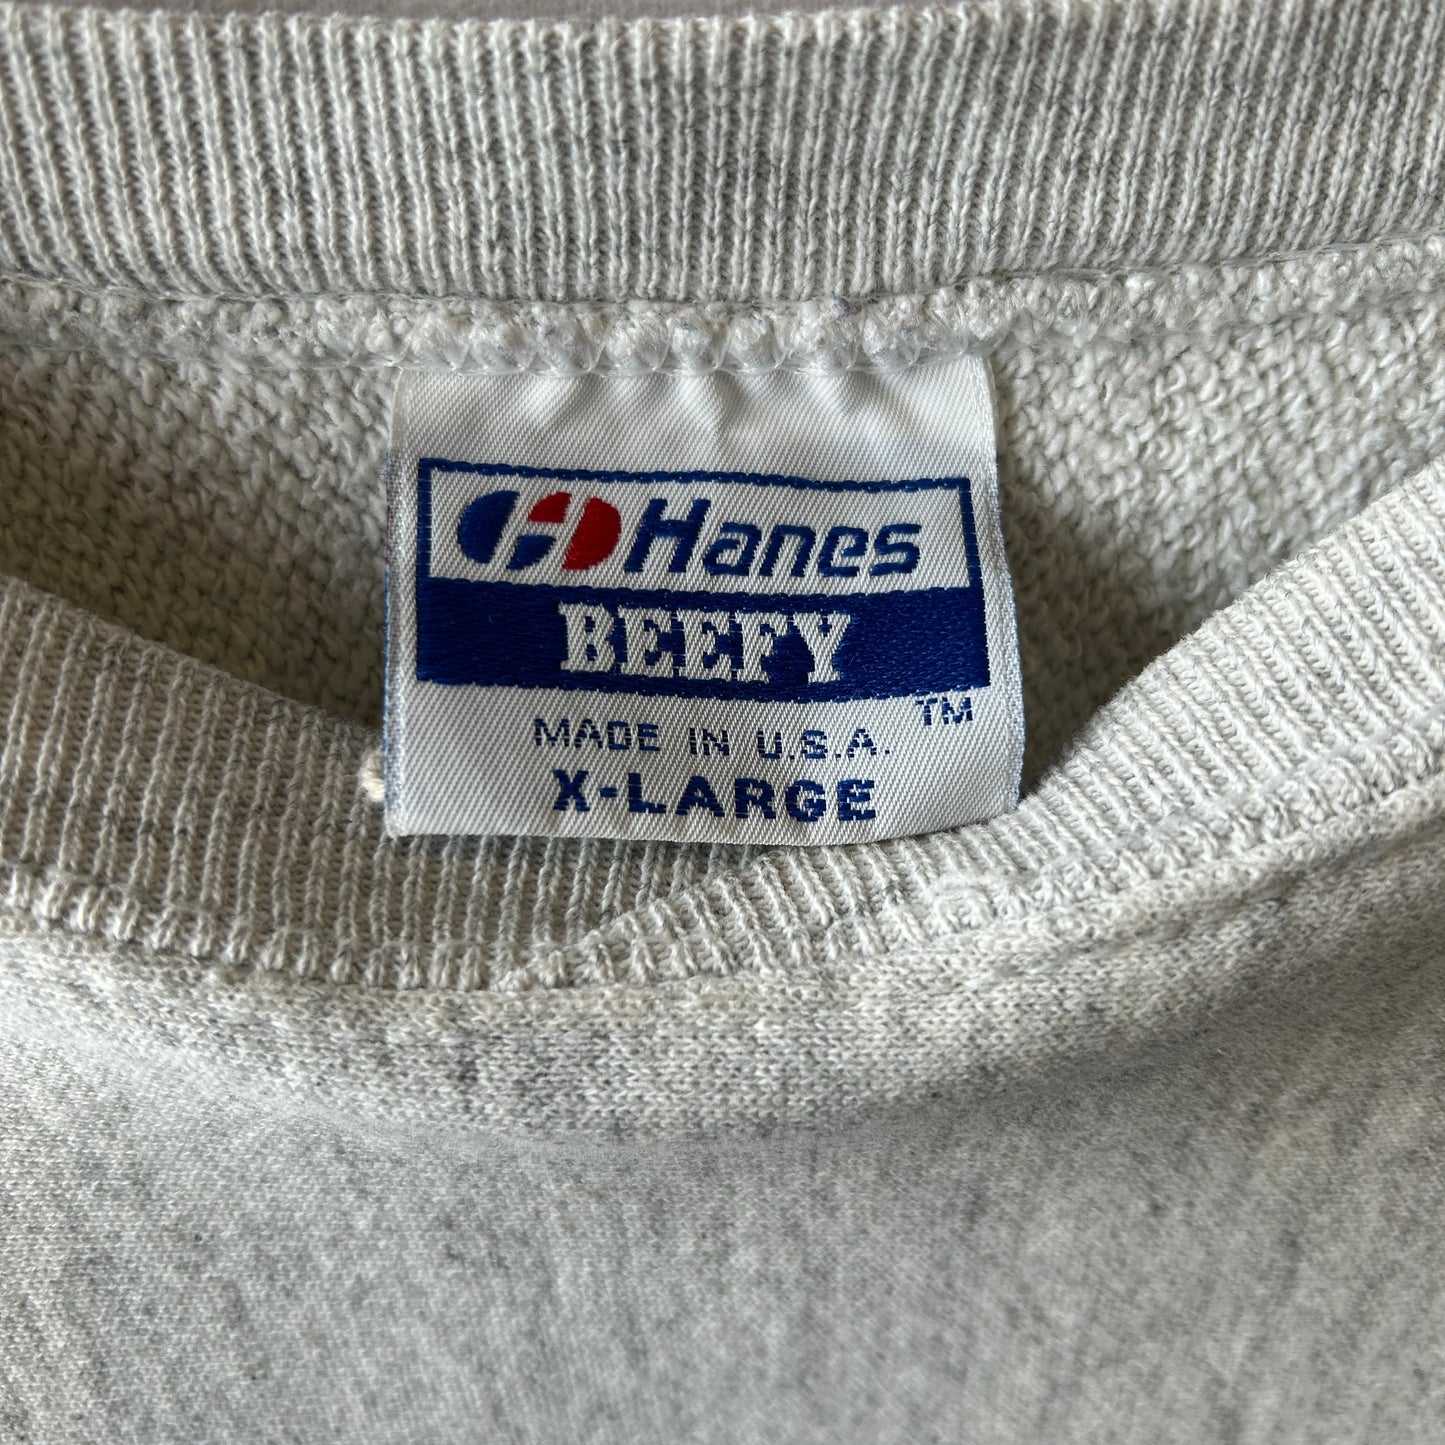 Hanes
BEEFY
TM
MADE IN U.S.A.
X-LARGE